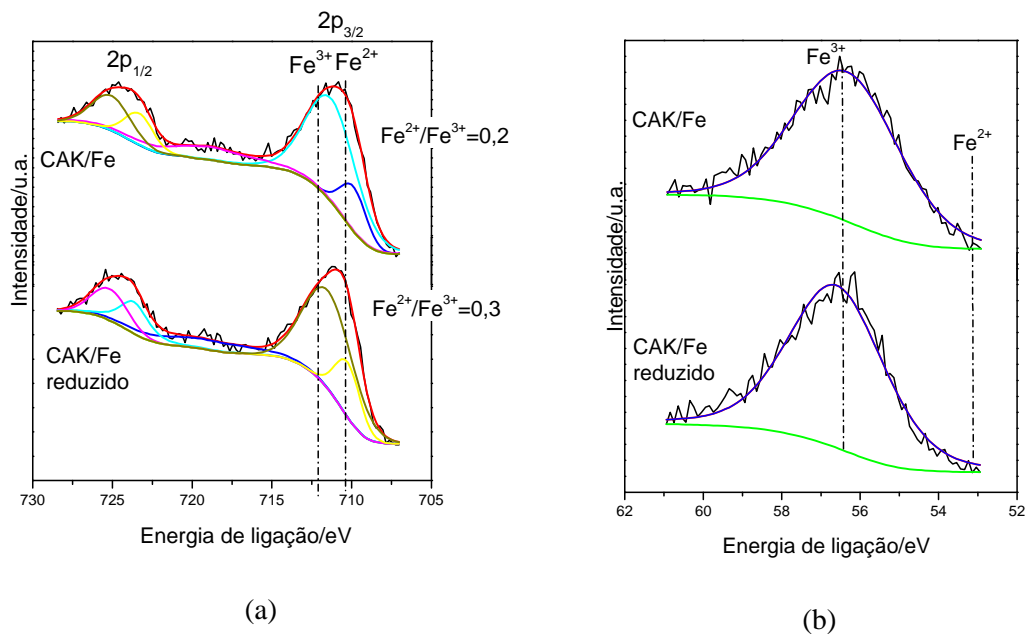 (a)
2p3/2
2p1/2
Fe3+ Fe2+
Fe2+/Fe3+=0,2
CAK/Fe
Fe2+/Fe3+=0,3
CAK/Fe
reduzido
Intensidade/u.a.
730 725 720 715 710 705
Energia de ligação/eV
(a)
(b)
Fe3+
CAK/Fe
Fe2+
CAK/Fe
reduzido
Intensidade/u.a.
62 60 58 56 54 52
Energia de ligação/eV
(b)